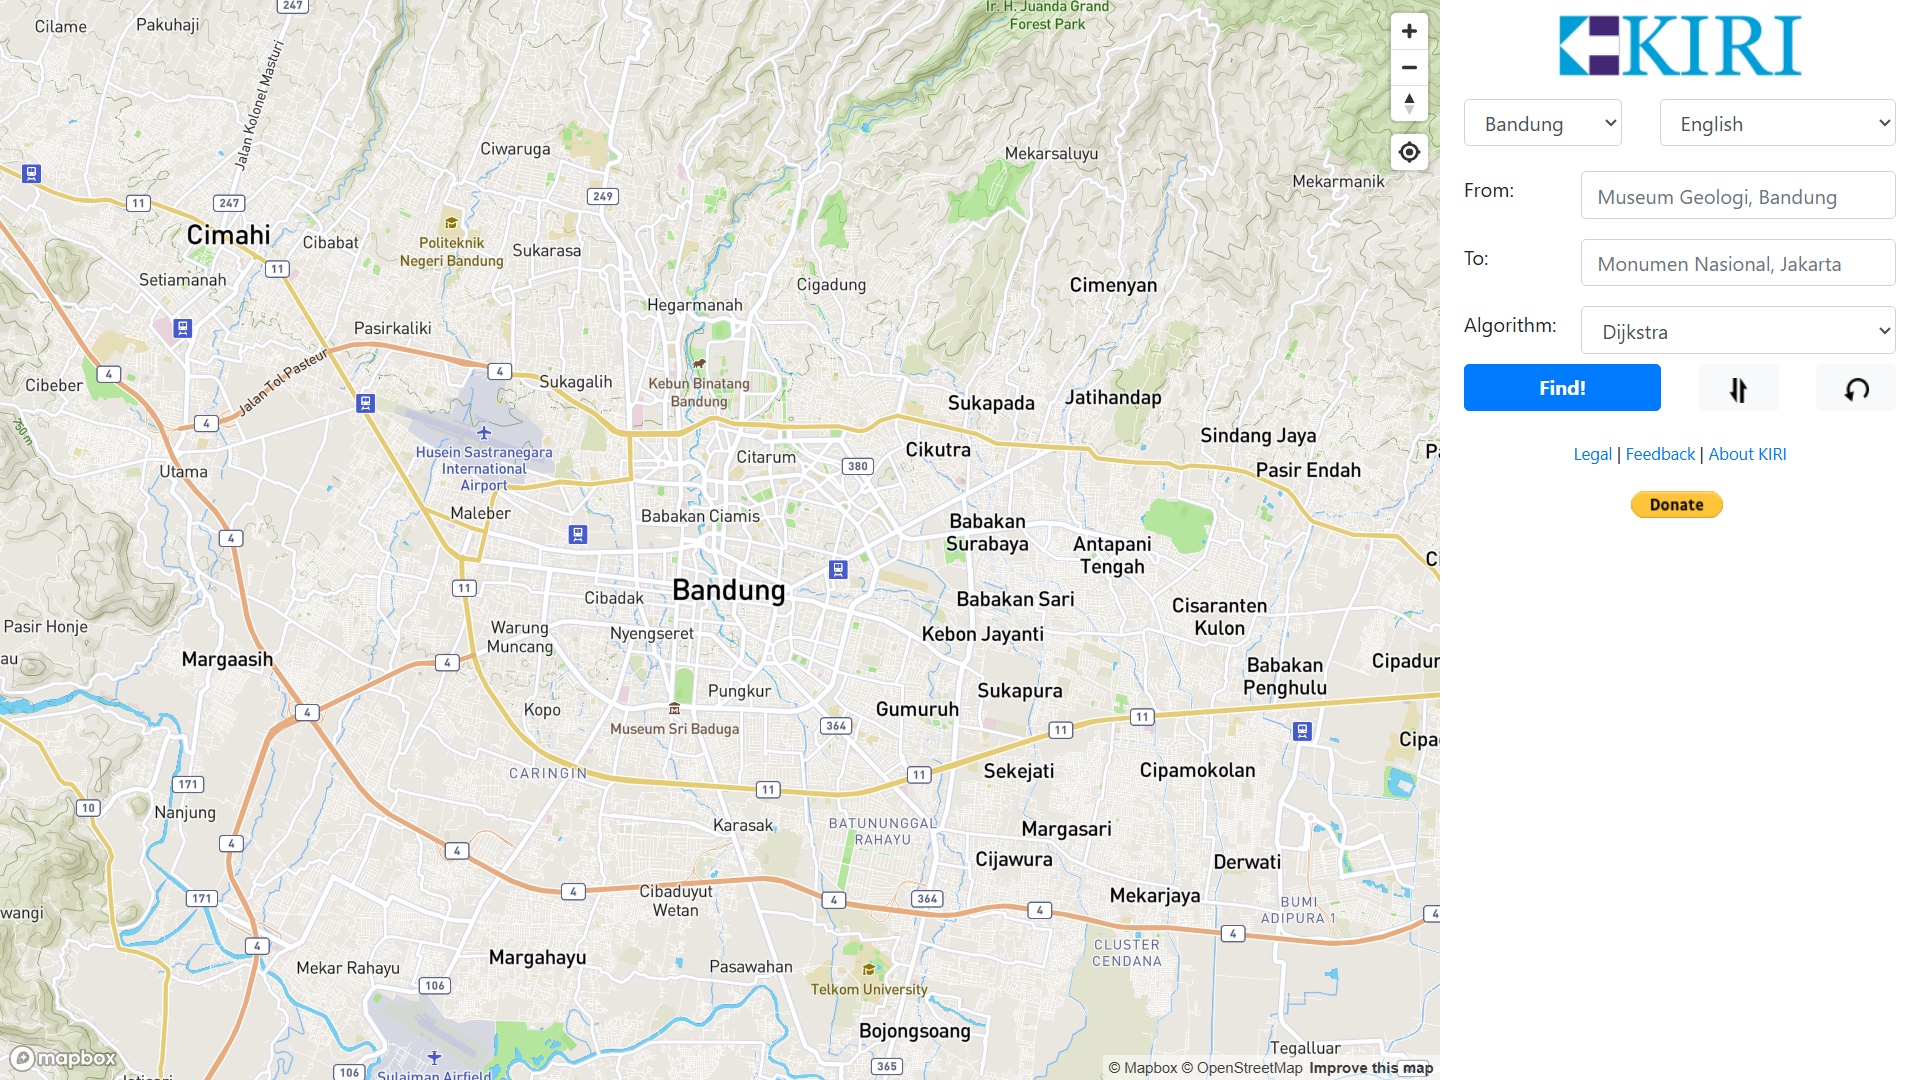 247
Cilame
Pakuhaji
Ir. H. Juanda Grand
Forest Park
Jalan Kolonel Masturi
Ciwaruga
Mekarsaluyu
Mekarmanik
249
11
247
Cimahi
Cibabat
Politeknik
Negeri Bandung
Sukarasa
11
Setiamanah
Cigadung
Cimenyan
Hegarmanah
Pasirkaliki
Jalan Tol Pasteur
4
4
Cibeber
Sukagalih
Kebun Binatang
Bandung
Sukapada
Jatihandap
4
750 m
Husein Sastranegara
International
Airport
Citarum
380
Cikutra
Sindang Jaya
Pasir Endah
Utama
Maleber
Babakan Ciamis
Babakan
Surabaya
Antapani
Tengah
4
11
Cibadak
Bandung
Babakan Sari
Cisaranten
Kulon
Pasir Honje
Warung
Muncang
Nyengseret
Kebon Jayanti
au
Margaasih
4
Babakan
Penghulu
Cipadur
Pungkur
Sukapura
Kopo
4
Gumuruh
11
Museum Sri Baduga
364
11
Cipa
CARINGIN
11
11
Sekejati
Cipamokolan
171
10
Nanjung
Karasak
BATUNUNGGAL
RAHAYU
Margasari
4
4
Cijawura
Derwati
4
Cibaduyut
Wetan
4
364
Mekarjaya
171
wangi
4
BUMI
ADIPURA 1
4
4
4
CLUSTER
CENDANA
Margahayu
Mekar Rahayu
Pasawahan
106
Telkom University
Bojongsoang
Tegalluar
mapbox
106
Sulaiman Airfield
365
© Mapbox © OpenStreetMap Improve this map
KIRI
Bandung
English
From:
Museum Geologi, Bandung
To:
Monumen Nasional, Jakarta
Algorithm:
Dijkstra
Find!
Legal | Feedback | About KIRI
Donate